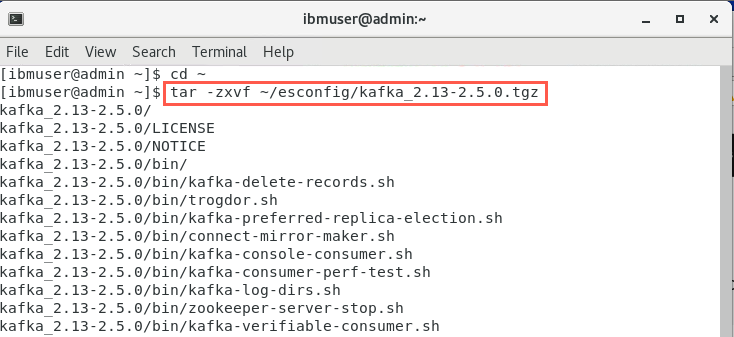 ibmuser@admin:~
File Edit View Search Terminal Help
[ibmuser@admin ~]$ cd ~
[ibmuser@admin ~]$ tar -zxvf ~/esconfig/kafka_2.13-2.5.0.tgz
kafka_2.13-2.5.0/
kafka_2.13-2.5.0/LICENSE
kafka_2.13-2.5.0/NOTICE
kafka_2.13-2.5.0/bin/
kafka_2.13-2.5.0/bin/kafka-delete-records.sh
kafka_2.13-2.5.0/bin/trogdor.sh
kafka_2.13-2.5.0/bin/kafka-preferred-replica-election.sh
kafka_2.13-2.5.0/bin/connect-mirror-maker.sh
kafka_2.13-2.5.0/bin/kafka-console-consumer.sh
kafka_2.13-2.5.0/bin/kafka-consumer-perf-test.sh
kafka_2.13-2.5.0/bin/kafka-log-dirs.sh
kafka_2.13-2.5.0/bin/zookeeper-server-stop.sh
kafka_2.13-2.5.0/bin/kafka-verifiable-consumer.sh